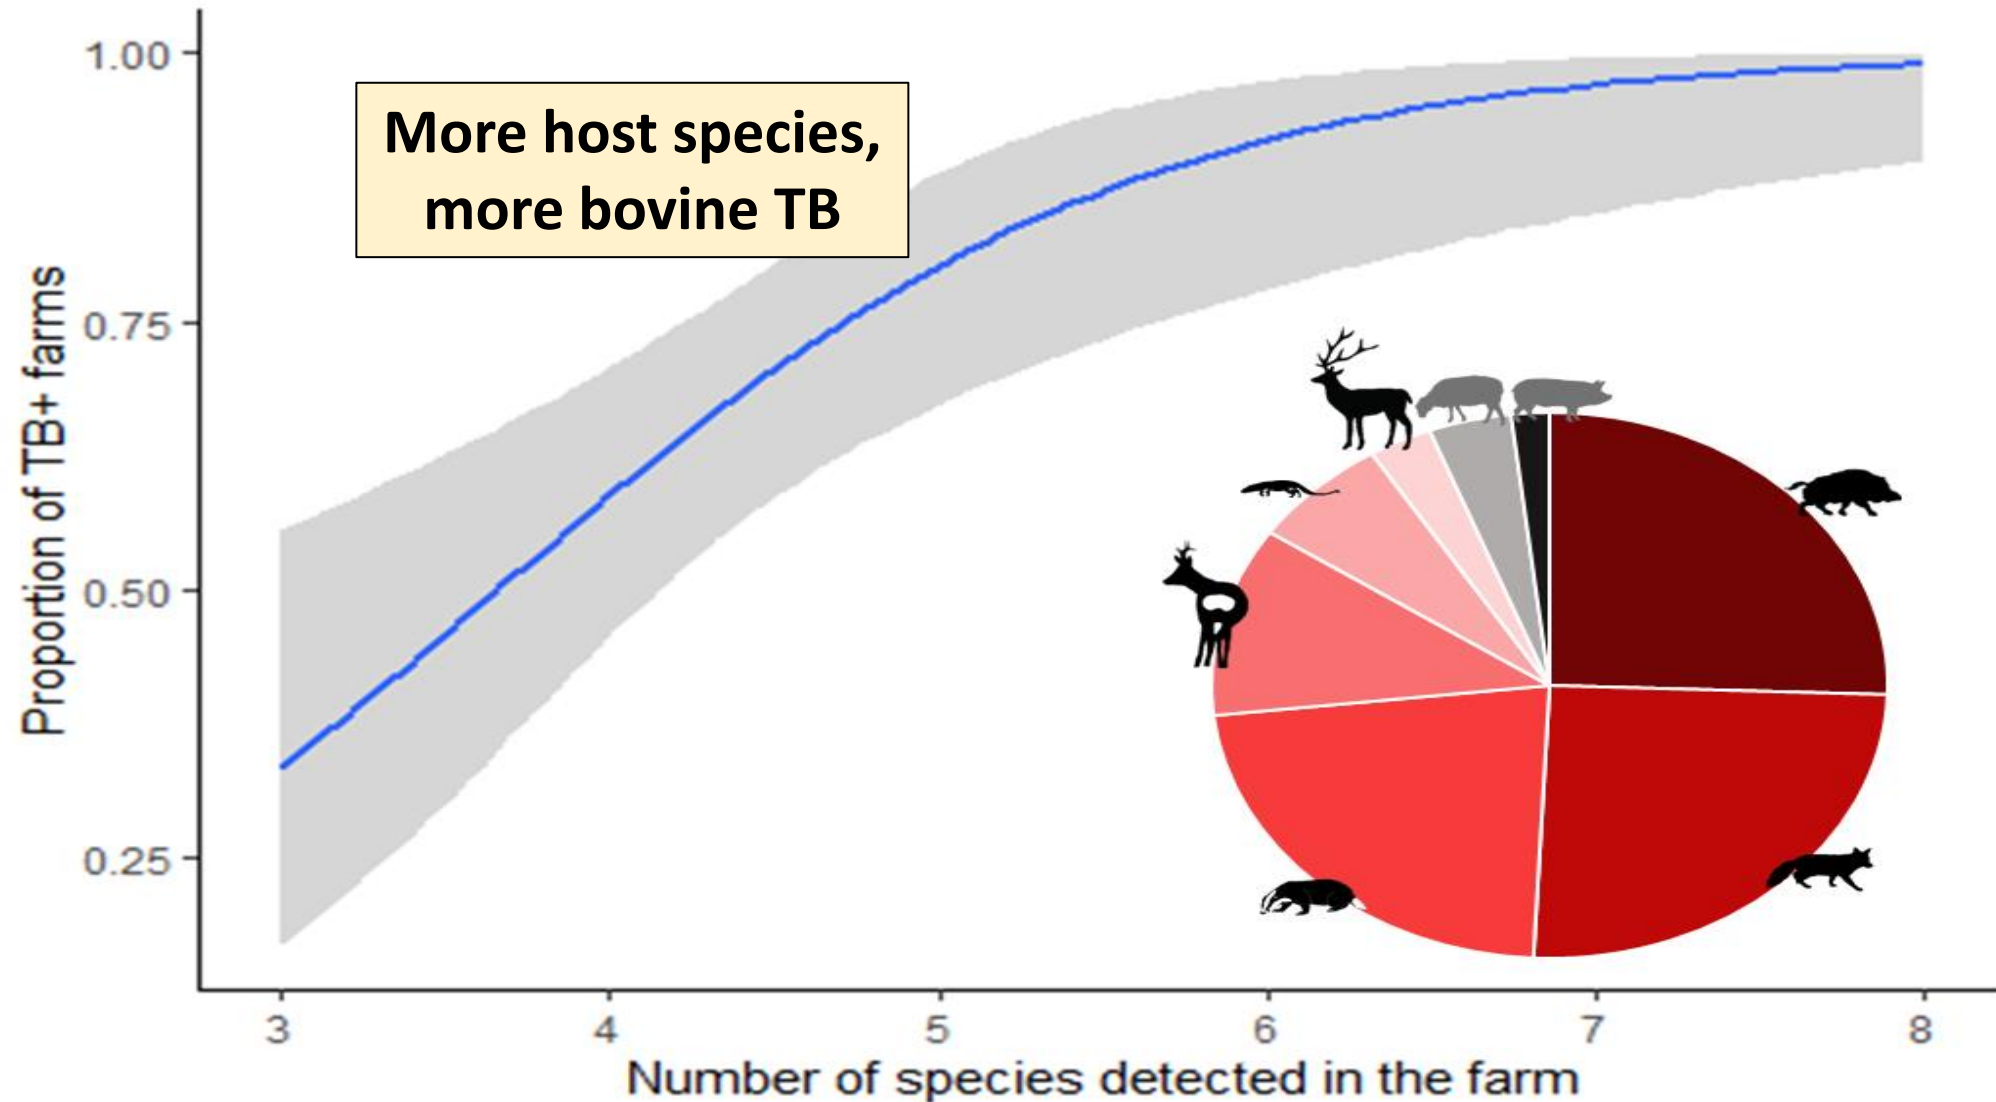 1.00
0.75
0.50
0.25
Proportion of TB+ farms
More host species,
more bovine TB
3 4 5 6 7 8
Number of species detected in the farm